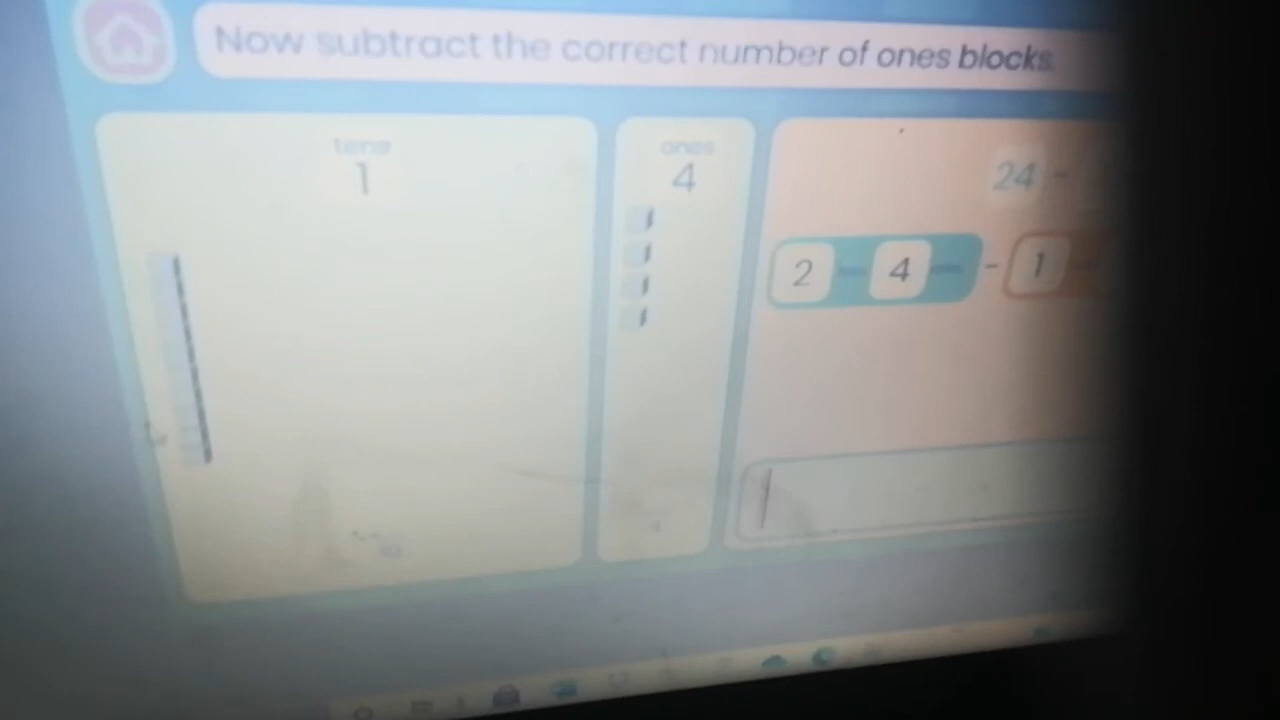 Now subtract the correct number of ones blocks.
tens
1
ones
4
24 -
2 4 - 1